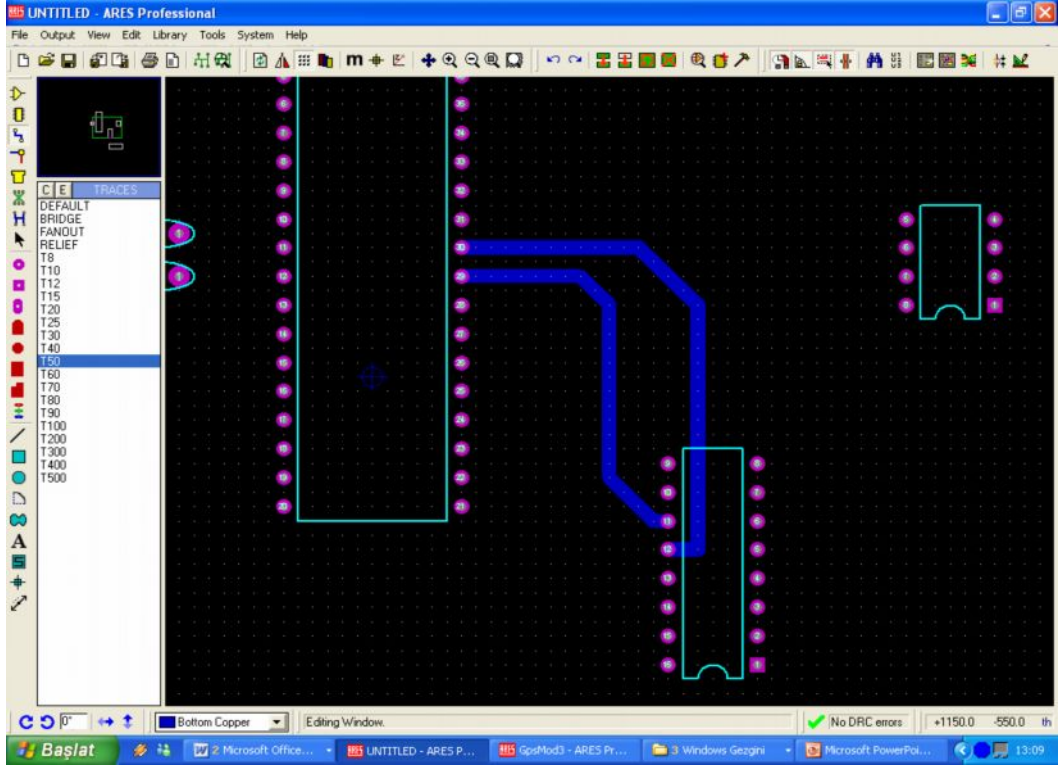 UNTITLED - ARES Professional
File Output View Edit Library Tools System Help
C E TRACES
DEFAULT
BRIDGE
FANOUT
RELIEF
T8
T10
T12
T15
T20
T25
T30
T40
T50
T60
T70
T80
T90
T100
T200
T300
T400
T500
0° Bottom Copper Editing Window. No DRC errors +1150.0 -550.0 th
Başlat 2 Microsoft Office... UNTITLED - ARES P... GpsMod3 - ARES Pr... 3 Windows Gezgini Microsoft PowerPoi... 13:09